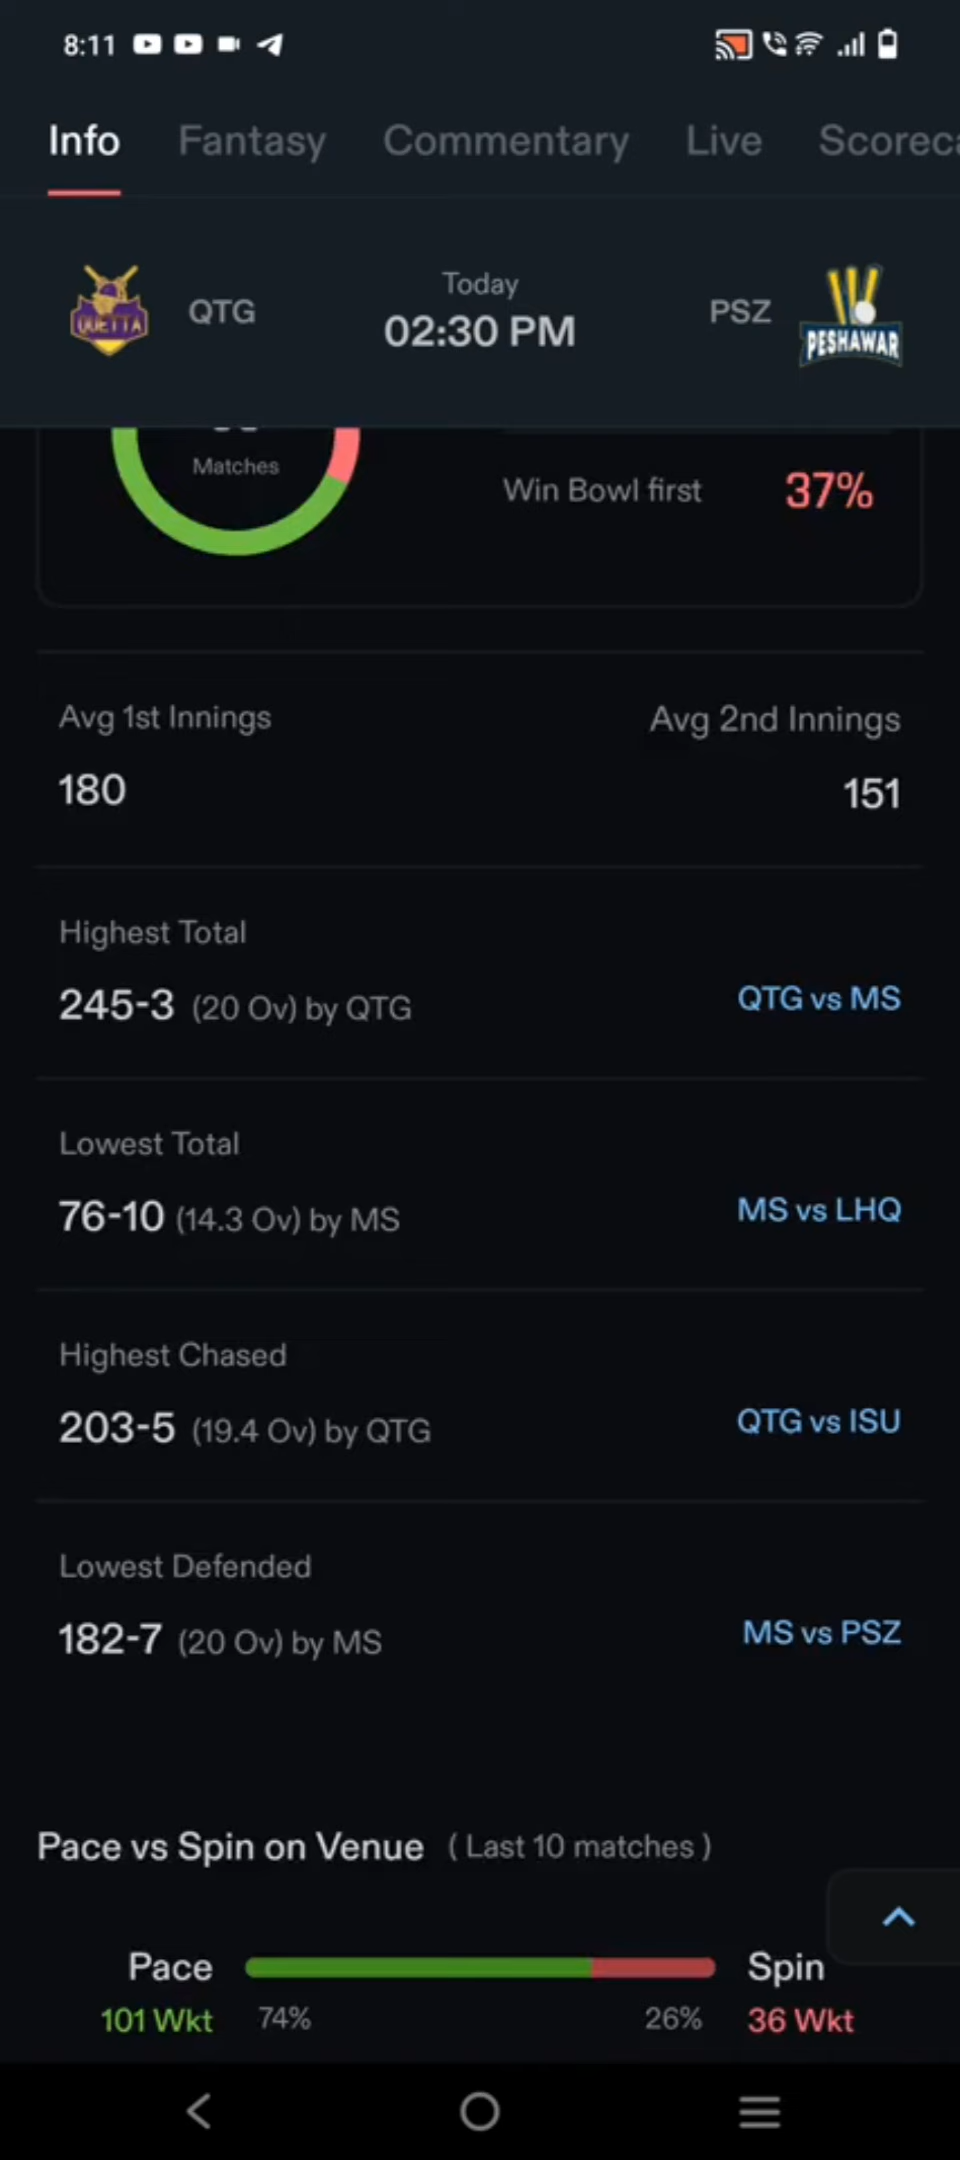 8:11
Info Fantasy Commentary Live Scoreca
QUETTA QTG Today 02:30 PM PSZ PESHAWAR
Matches
Win Bowl first 37%
Avg 1st Innings Avg 2nd Innings
180 151
Highest Total
245-3 (20 Ov) by QTG QTG vs MS
Lowest Total
76-10 (14.3 Ov) by MS MS vs LHQ
Highest Chased
203-5 (19.4 Ov) by QTG QTG vs ISU
Lowest Defended
182-7 (20 Ov) by MS MS vs PSZ
Pace vs Spin on Venue ( Last 10 matches )
Pace Spin
101 Wkt 74% 26% 36 Wkt